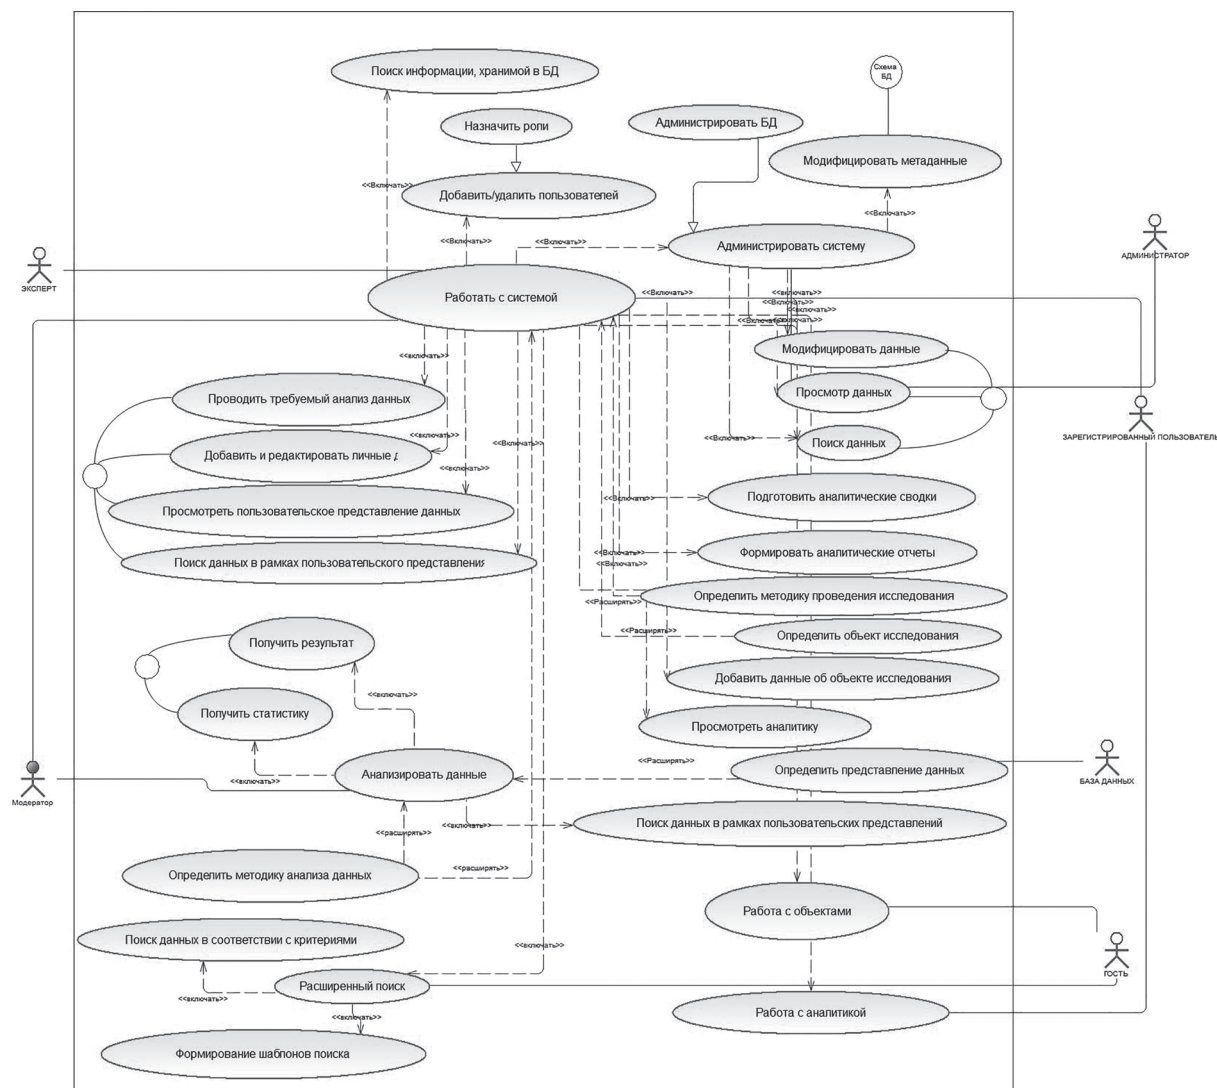 Поиск информации, хранимой в БД
Схема
БД
Назначить роли
Администрировать БД
Модифицировать метаданные
<<Включать>>
Добавить/удалить пользователей
<<Включать>>
<<Включать>>
Администрировать систему
ЭКСПЕРТ
АДМИНИСТРАТОР
Работать с системой
<<Включать>>
<<включать>>
Модифицировать данные
Проводить требуемый анализ данных
Просмотр данных
ЗАРЕГИСТРИРОВАННЫЙ ПОЛЬЗОВАТЕЛЬ
<<включать>>
<<Включать>>
<<Включать>>
Поиск данных
Добавить и редактировать личные д
<<включать>>
Подготовить аналитические сводки
<<Включать>>
Просмотреть пользовательское представление данных
Формировать аналитические отчеты
<<Включать>>
<<Включать>>
Поиск данных в рамках пользовательского представления
Определить методику проведения исследования
<<Расширять>>
<<Расширять>>
Определить объект исследования
Получить результат
Добавить данные об объекте исследования
<<включать>>
Получить статистику
Просмотреть аналитику
<<Расширять>>
Определить представление данных
БАЗА ДАННЫХ
Анализировать данные
<<включать>>
Модератор
<<включать>>
Поиск данных в рамках пользовательских представлений
<<расширять>>
<<расширять>>
Определить методику анализа данных
Работа с объектами
Поиск данных в соответствии с критериями
<<включать>>
ГОСТЬ
Расширенный поиск
<<включать>>
<<включать>>
Работа с аналитикой
Формирование шаблонов поиска